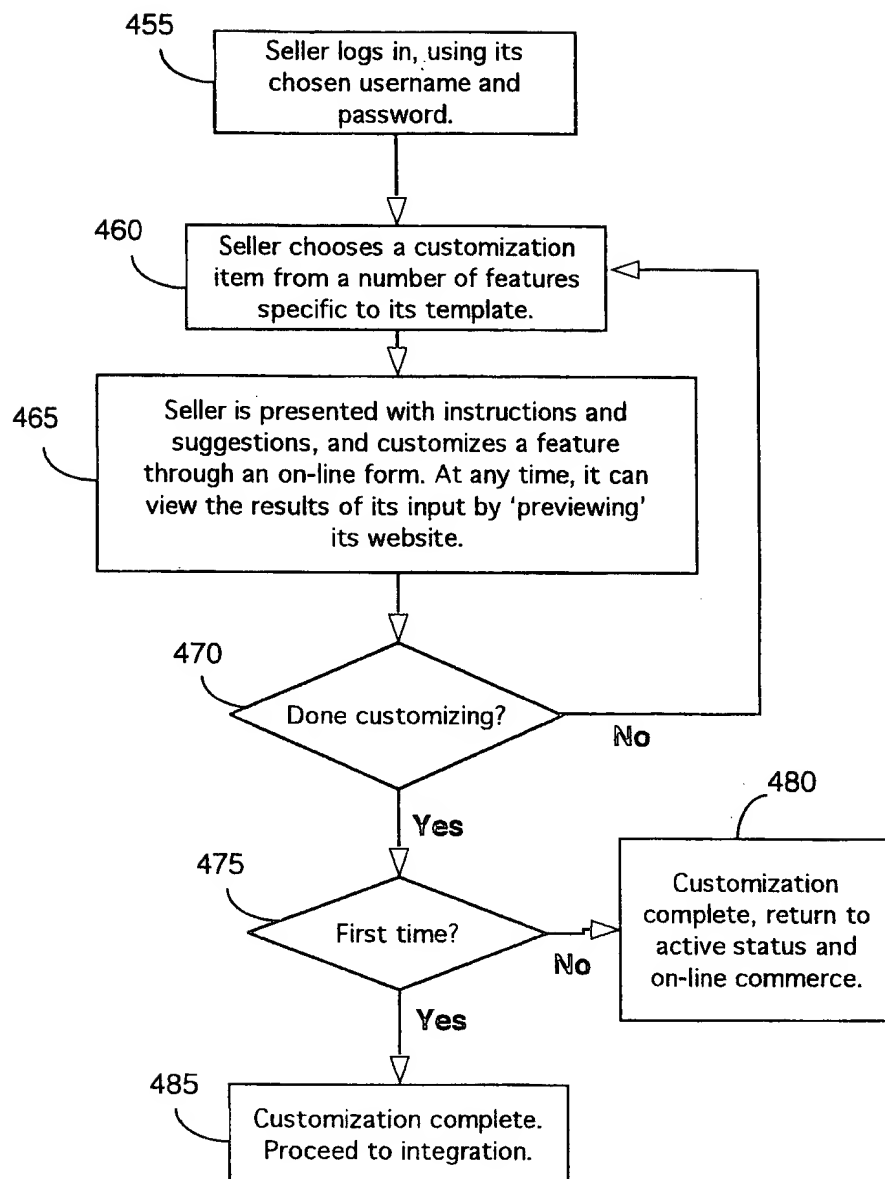 455
Seller logs in, using its
chosen username and
password.
460
Seller chooses a customization
item from a number of features
specific to its template.
465
Seller is presented with instructions and
suggestions, and customizes a feature
through an on-line form. At any time, it can
view the results of its input by ‘previewing’
its website.
470
Done customizing?
No
Yes
475
First time?
No
480
Customization
complete, return to
active status and
on-line commerce.
Yes
485
Customization complete.
Proceed to integration.